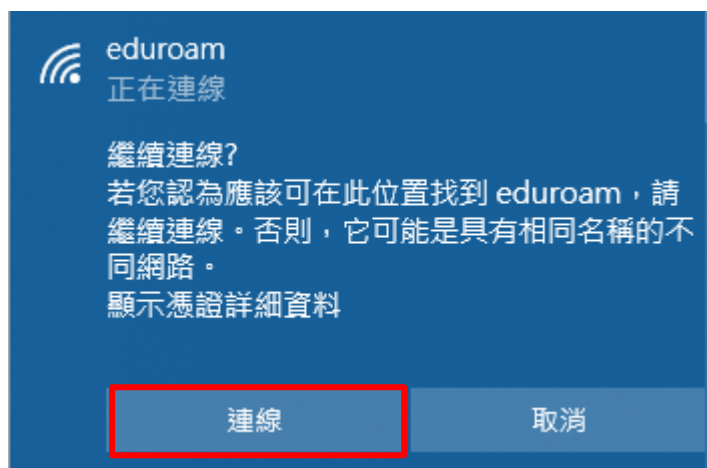 eduroam
正在連線
繼續連線?
若您認為應該可在此位置找到 eduroam，請
繼續連線。否則，它可能是具有相同名稱的不
同網路。
顯示憑證詳細資料
連線
取消